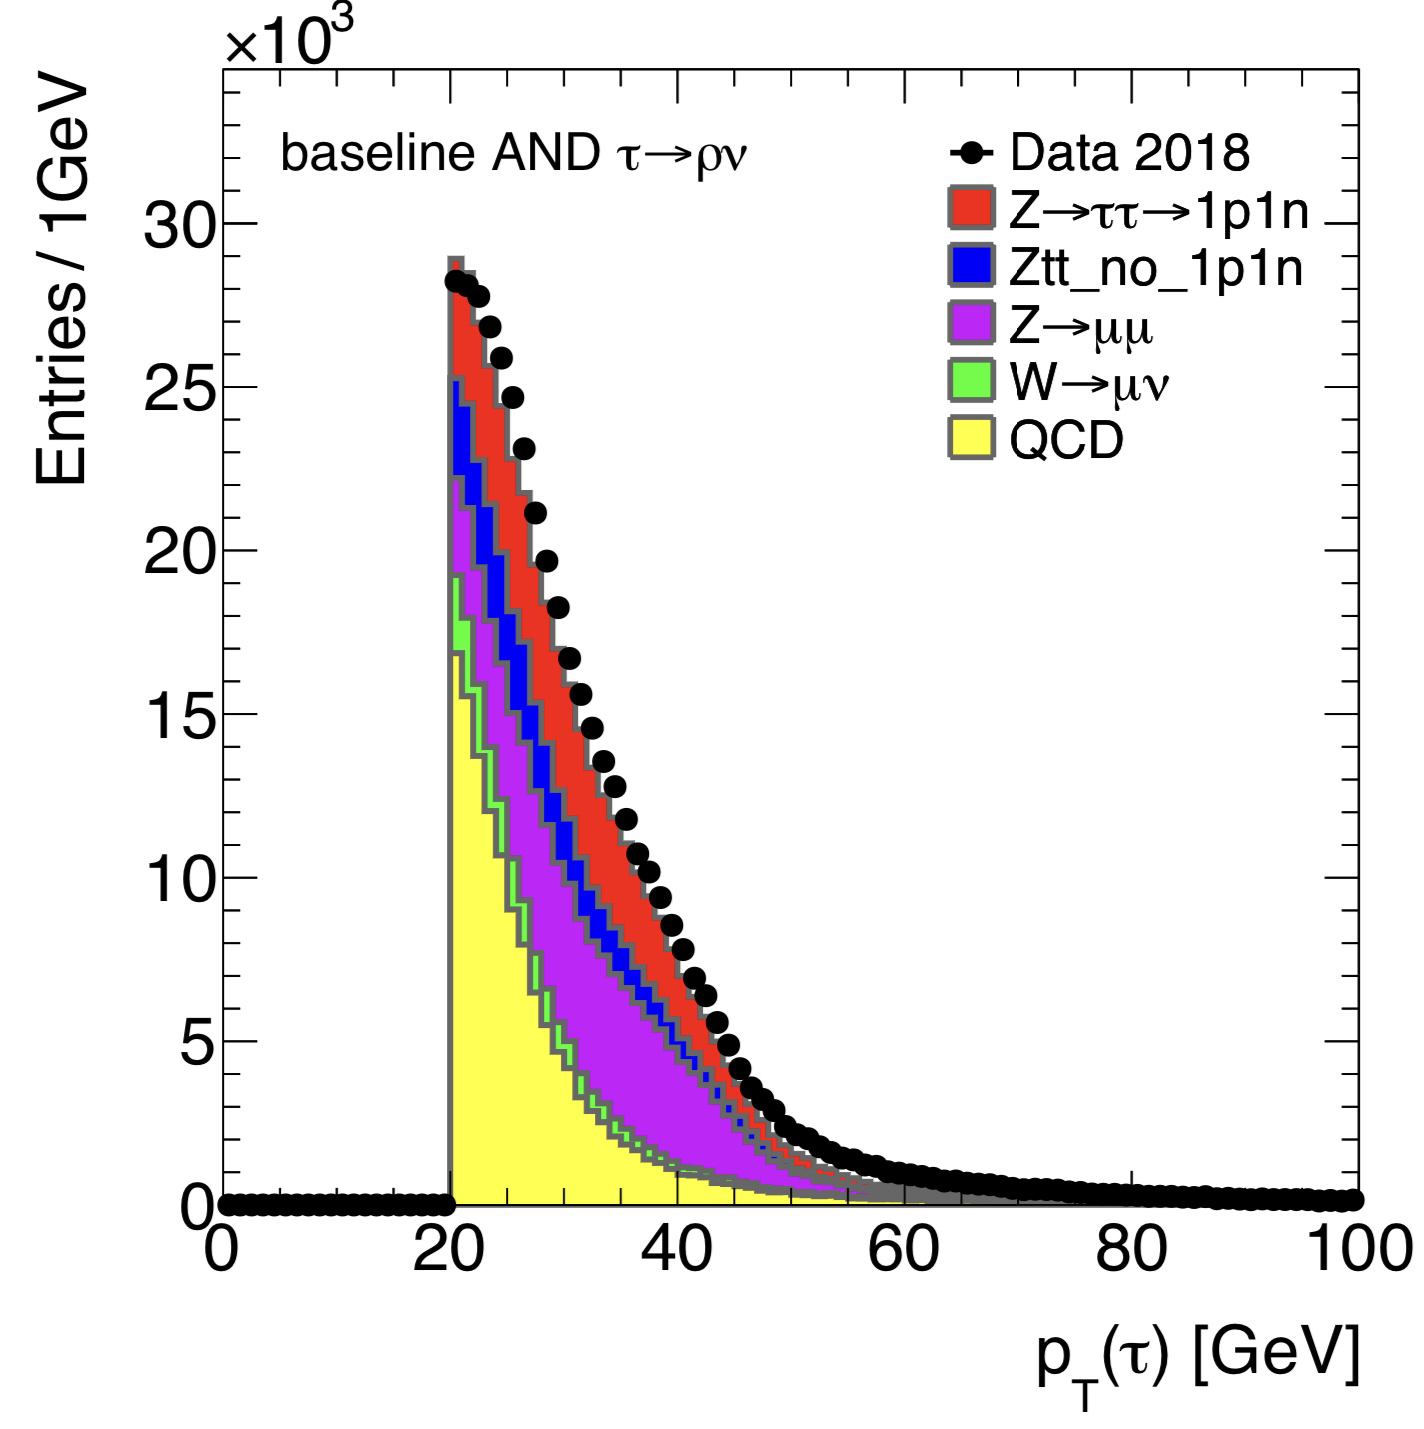 ×10³
Entries / 1GeV
baseline AND τ→ρν
Data 2018
Z→ττ→1p1n
Ztt_no_1p1n
Z→μμ
W→μν
QCD
30
25
20
15
10
5
0
0 20 40 60 80 100
p_T(τ) [GeV]